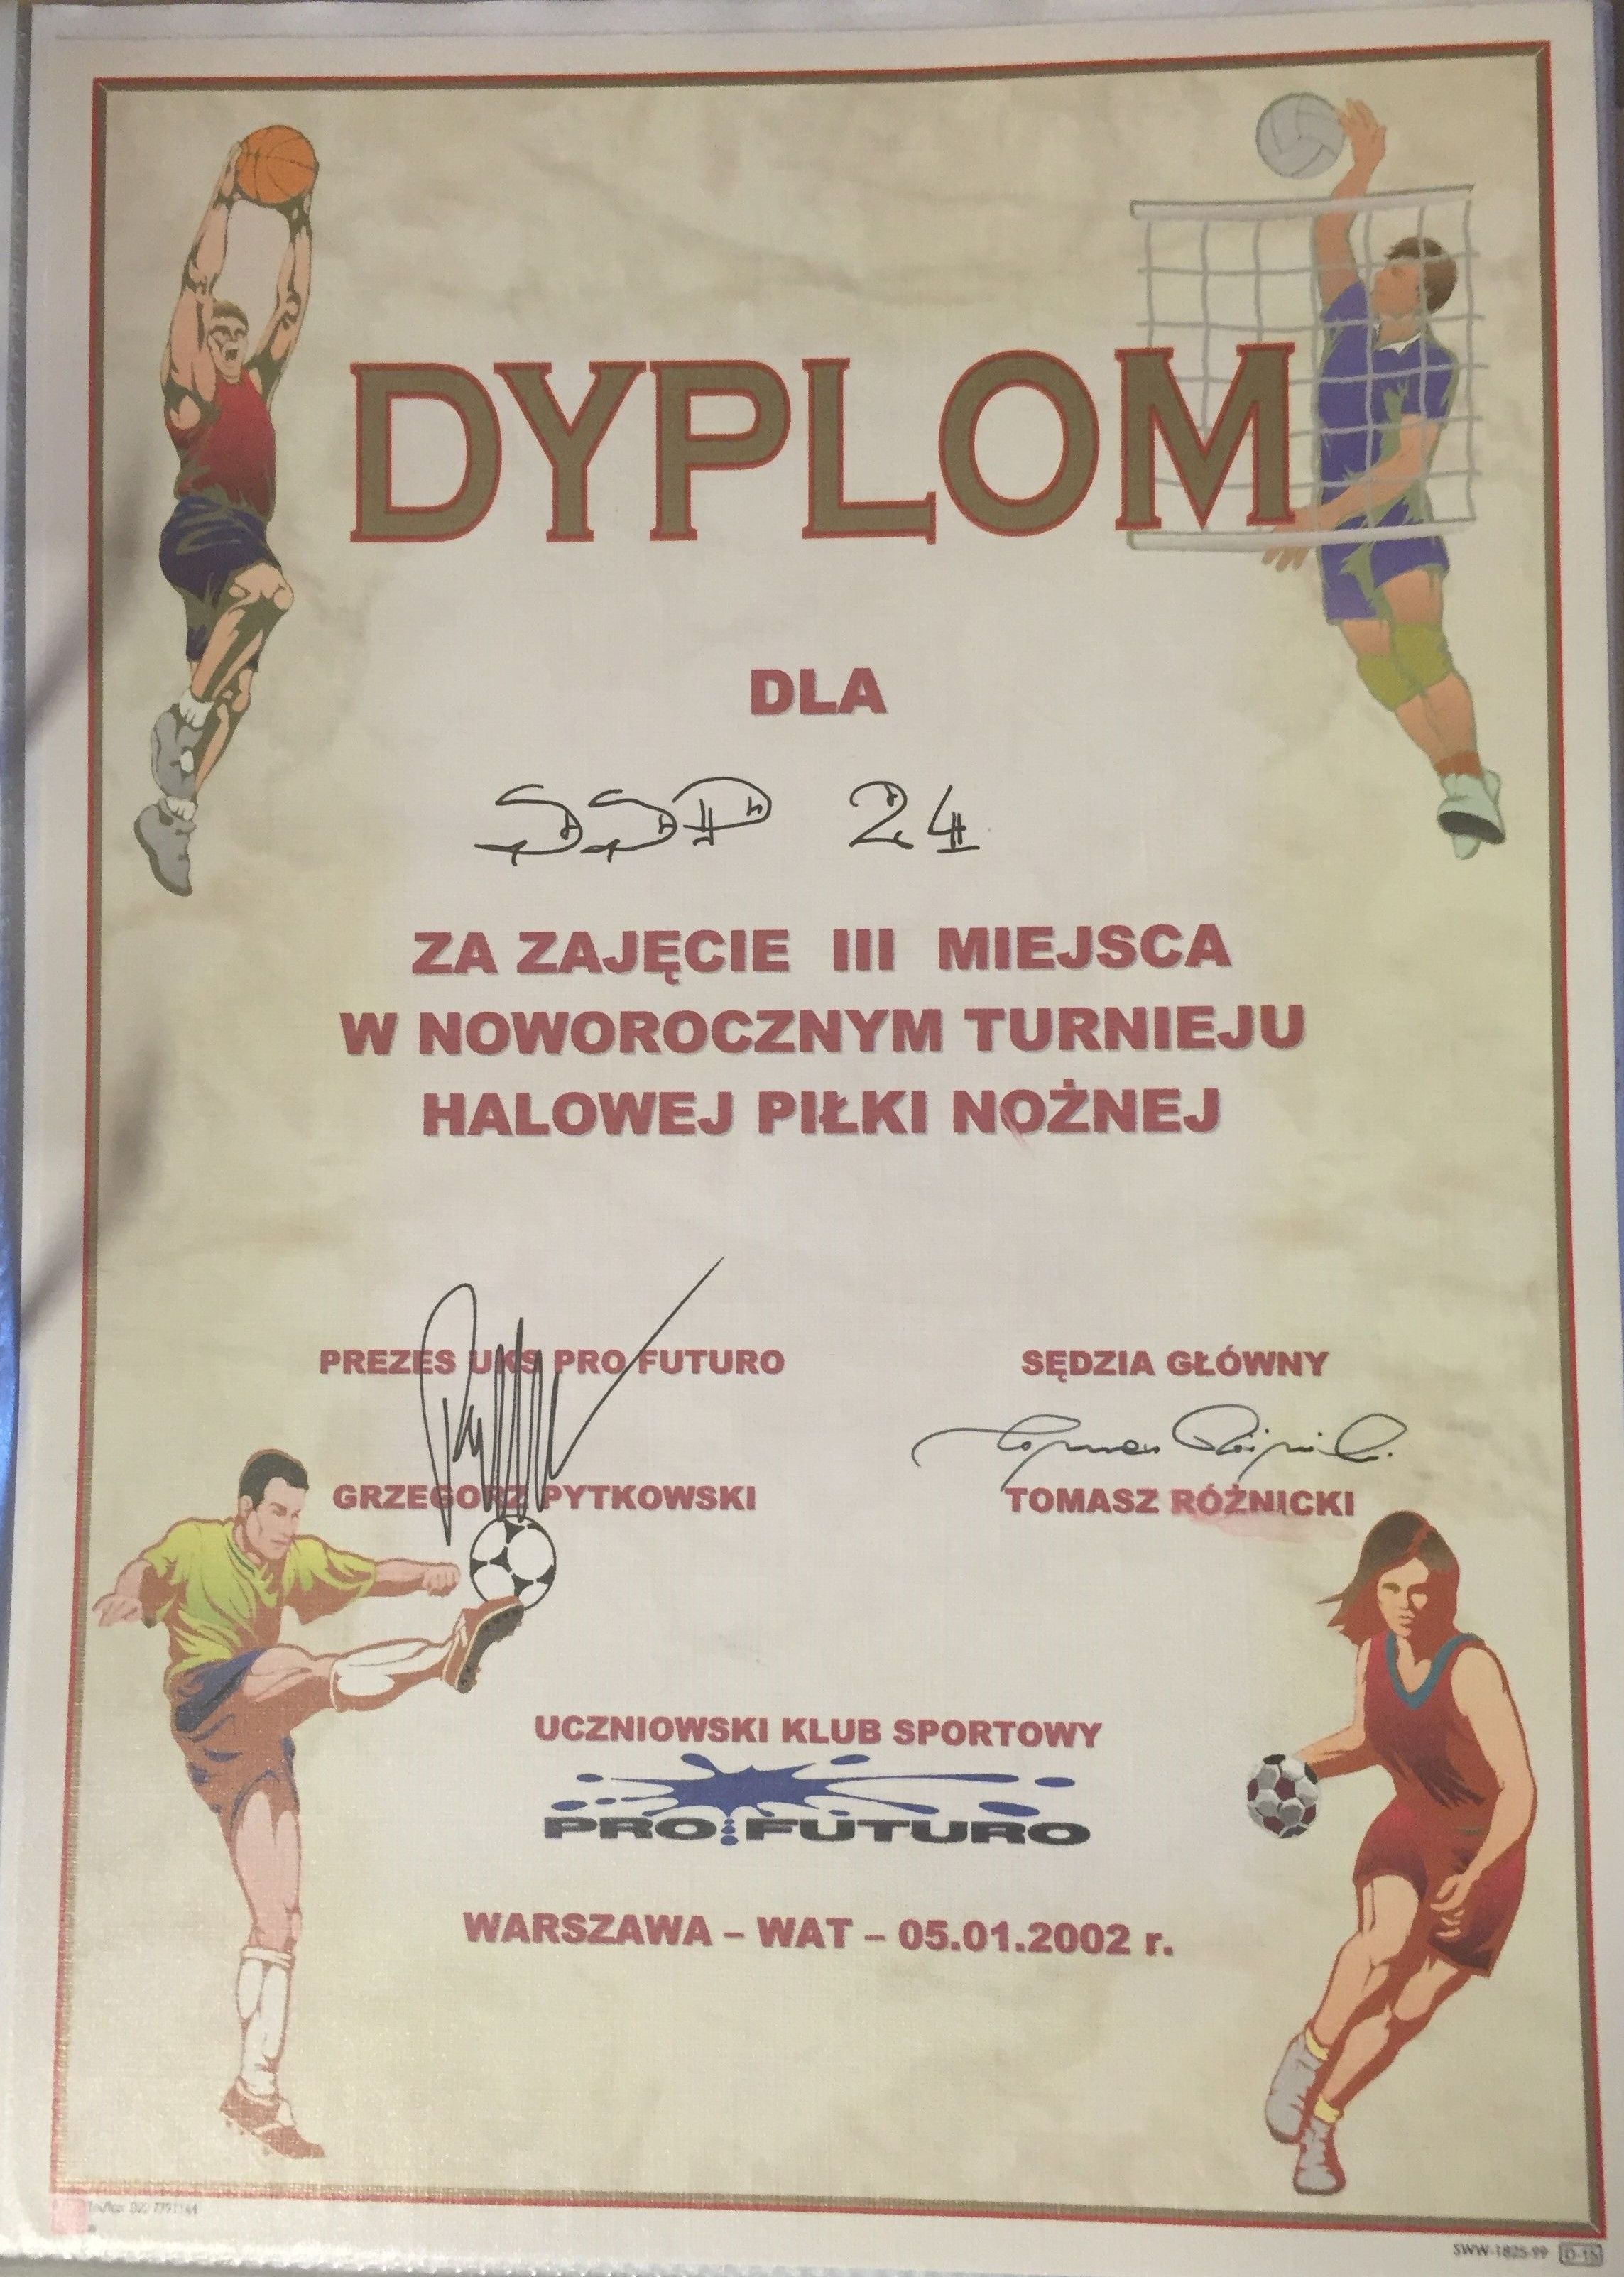 DYPLOM
DLA
SSP 24
ZA ZAJĘCIE III MIEJSCA
W NOWOROCZNYM TURNIEJU
HALOWEJ PIŁKI NOŻNEJ
PREZES UKS PRO FUTURO
GRZEGORZ PYTKOWSKI
SĘDZIA GŁÓWNY
TOMASZ RÓŻNICKI
UCZNIOWSKI KLUB SPORTOWY
PRO FUTURO
WARSZAWA – WAT – 05.01.2002 r.
SWW-1825-99 D-15